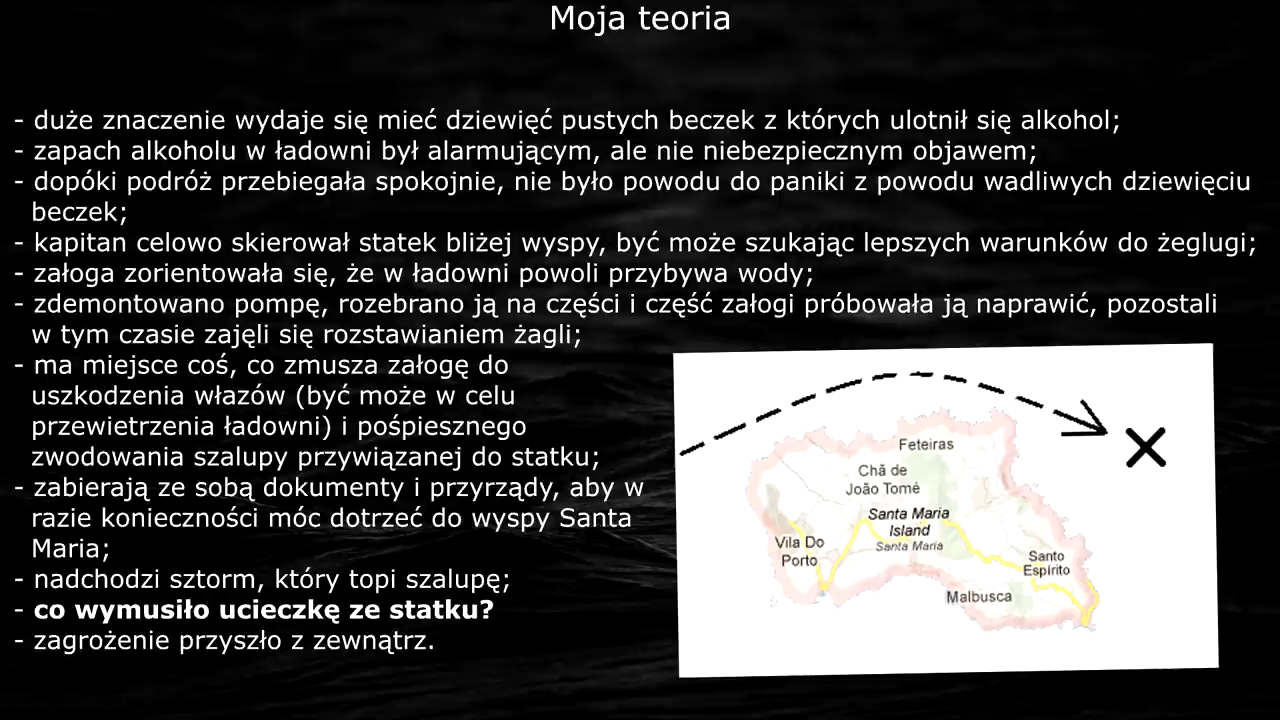 Moja teoria
- duże znaczenie wydaje się mieć dziewięć pustych beczek z których ulotnił się alkohol;
- zapach alkoholu w ładowni był alarmującym, ale nie niebezpiecznym objawem;
- dopóki podróż przebiegała spokojnie, nie było powodu do paniki z powodu wadliwych dziewięciu
beczek;
- kapitan celowo skierował statek bliżej wyspy, być może szukając lepszych warunków do żeglugi;
- załoga zorientowała się, że w ładowni powoli przybywa wody;
- zdemontowano pompę, rozebrano ją na części i część załogi próbowała ją naprawić, pozostali
w tym czasie zajęli się rozstawianiem żagli;
- ma miejsce coś, co zmusza załogę do
uszkodzenia włazów (być może w celu
przewietrzenia ładowni) i pośpiesznego
zwodowania szalupy przywiązanej do statku;
- zabierają ze sobą dokumenty i przyrządy, aby w
razie konieczności móc dotrzeć do wyspy Santa
Maria;
- nadchodzi sztorm, który topi szalupę;
- co wymusiło ucieczkę ze statku?
- zagrożenie przyszło z zewnątrz.
Feteiras
Chã de
João Tomé
Santa Maria
Island
Santa Maria
Vila Do
Porto
Santo
Espírito
Malbusca